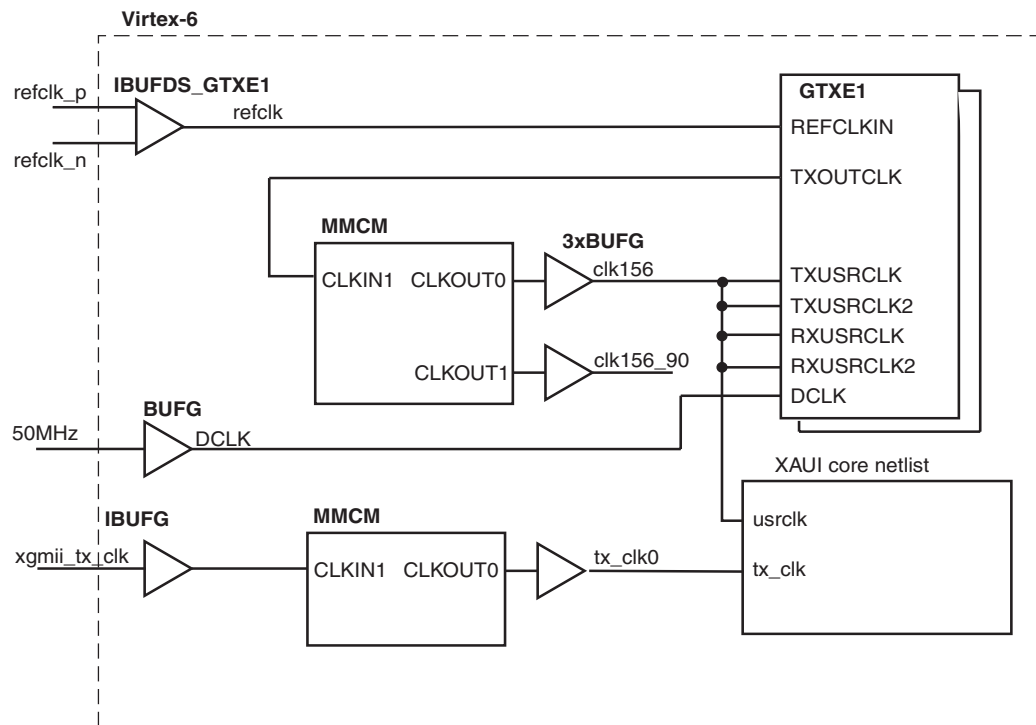 Virtex-6
IBUFDS_GTXE1
refclk_p
refclk
refclk_n
GTXE1
REFCLKIN
TXOUTCLK
MMCM
CLKIN1 CLKOUT0
CLKOUT1
3xBUFG
clk156
clk156_90
TXUSRCLK
TXUSRCLK2
RXUSRCLK
RXUSRCLK2
DCLK
BUFG
50MHz
DCLK
XAUI core netlist
usrclk
tx_clk
IBUFG
xgmii_tx_clk
MMCM
CLKIN1 CLKOUT0
tx_clk0